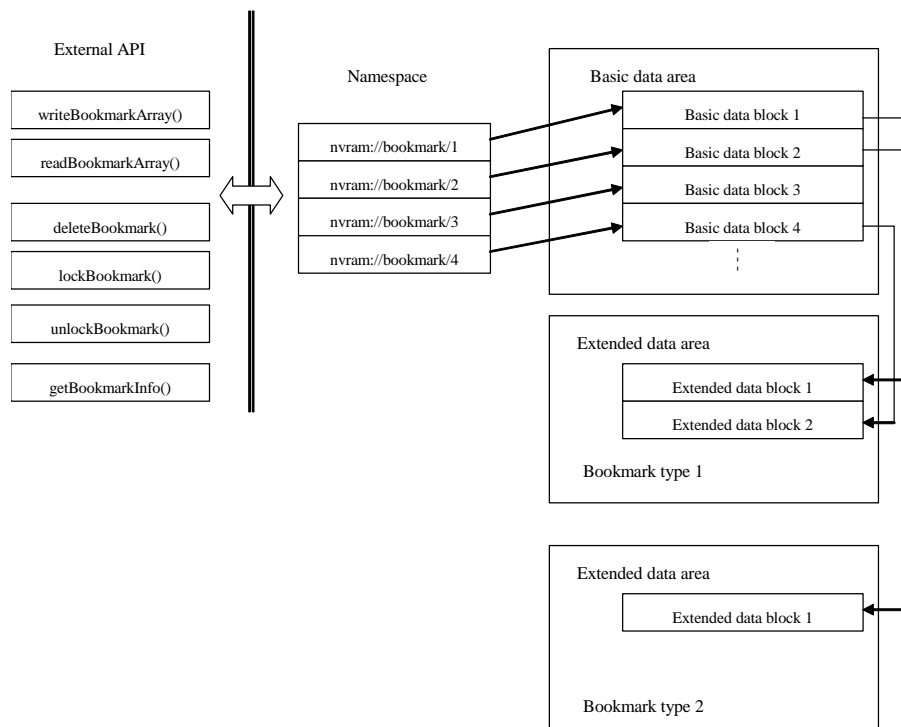 External API
writeBookmarkArray()
readBookmarkArray()
deleteBookmark()
lockBookmark()
unlockBookmark()
getBookmarkInfo()
Namespace
nvram://bookmark/1
nvram://bookmark/2
nvram://bookmark/3
nvram://bookmark/4
Basic data area
Basic data block 1
Basic data block 2
Basic data block 3
Basic data block 4
Extended data area
Extended data block 1
Extended data block 2
Bookmark type 1
Extended data area
Extended data block 1
Bookmark type 2